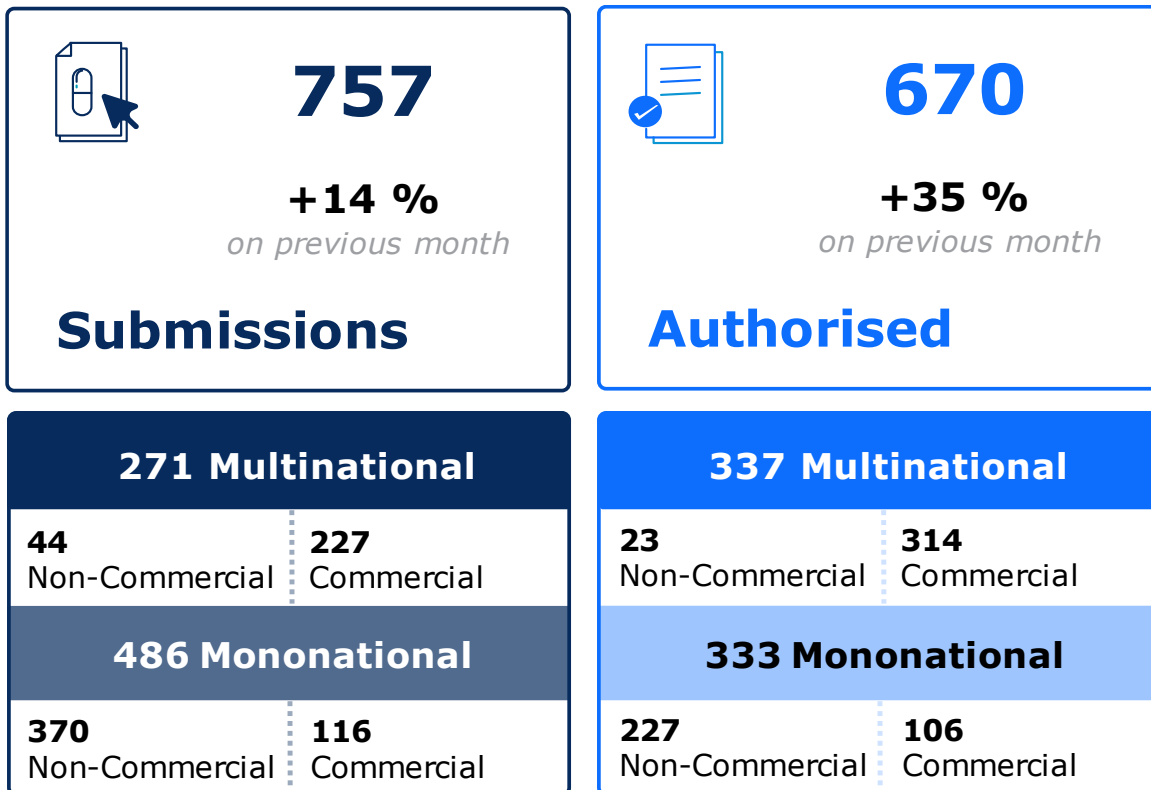 757
+14 %
on previous month
Submissions
271 Multinational
44
Non-Commercial
227
Commercial
486 Mononational
370
Non-Commercial
116
Commercial
670
+35 %
on previous month
Authorised
337 Multinational
23
Non-Commercial
314
Commercial
333 Mononational
227
Non-Commercial
106
Commercial